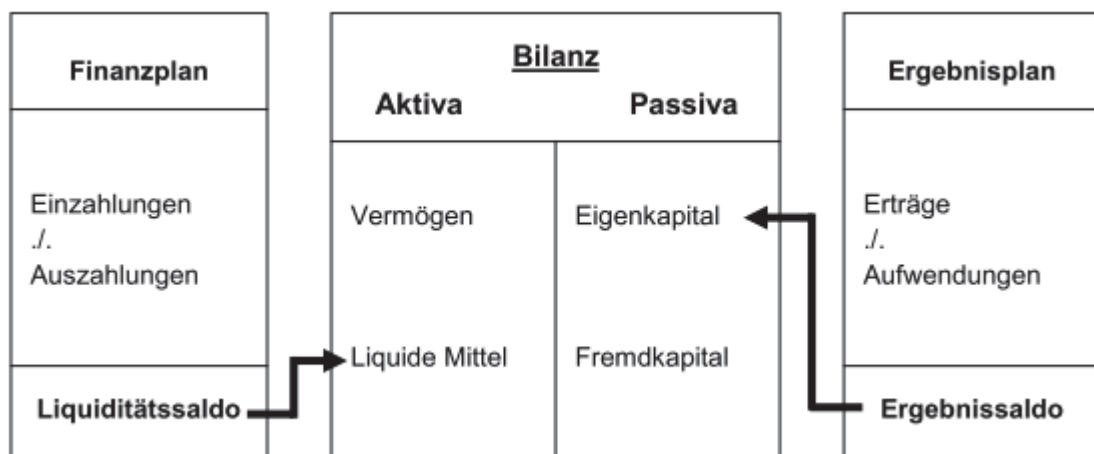 Finanzplan
Einzahlungen
./.
Auszahlungen
Liquiditätssaldo
Bilanz
Aktiva Passiva
Vermögen Eigenkapital
Liquide Mittel Fremdkapital
Ergebnisplan
Erträge
./.
Aufwendungen
Ergebnissaldo